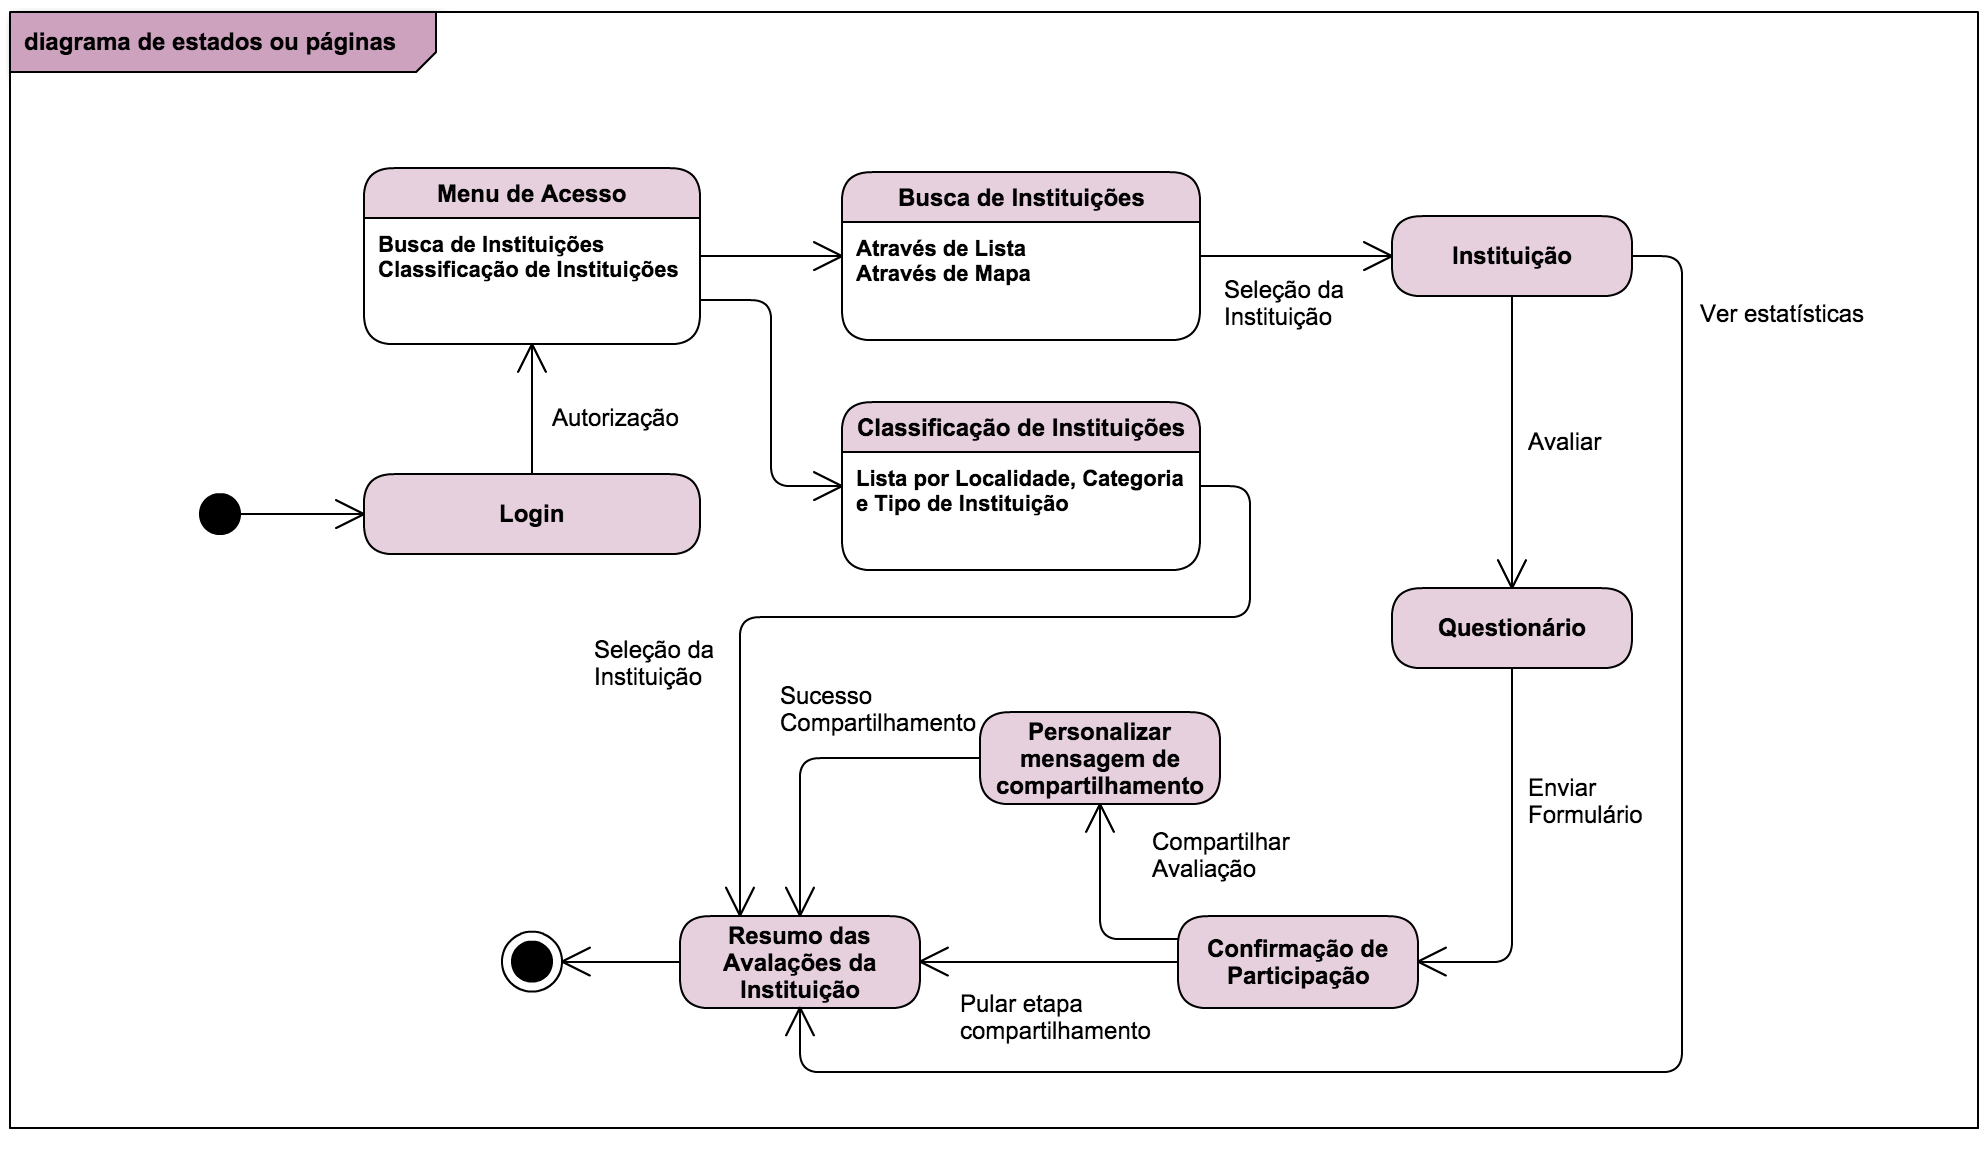 diagrama de estados ou páginas
Menu de Acesso
Busca de Instituições
Classificação de Instituições
Busca de Instituições
Através de Lista
Através de Mapa
Instituição
Seleção da
Instituição
Ver estatísticas
Autorização
Classificação de Instituições
Lista por Localidade, Categoria
e Tipo de Instituição
Avaliar
Login
Questionário
Seleção da
Instituição
Sucesso
Compartilhamento
Personalizar
mensagem de
compartilhamento
Enviar
Formulário
Compartilhar
Avaliação
Resumo das
Avalações da
Instituição
Confirmação de
Participação
Pular etapa
compartilhamento